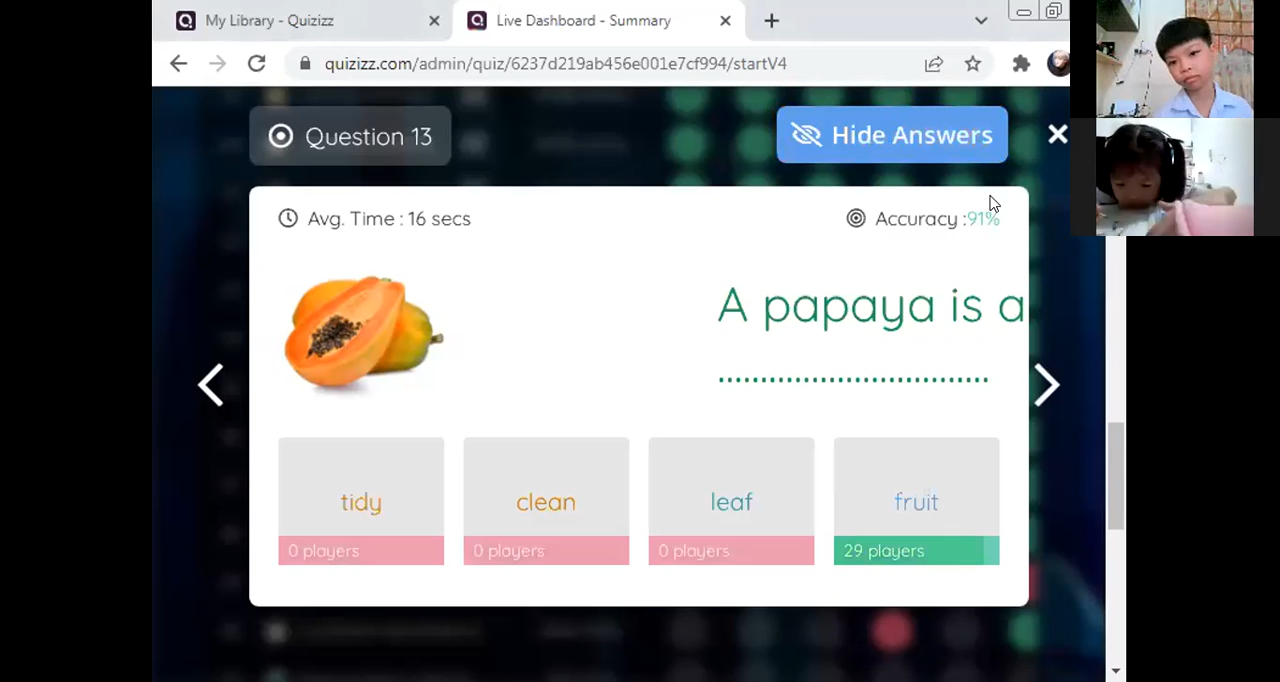 My Library - Quizizz
Live Dashboard - Summary
quizizz.com/admin/quiz/6237d219ab456e001e7cf994/startV4
Question 13
Hide Answers
Avg. Time : 16 secs
Accuracy :91%
A papaya is a
................................
tidy
clean
leaf
fruit
0 players
0 players
0 players
29 players